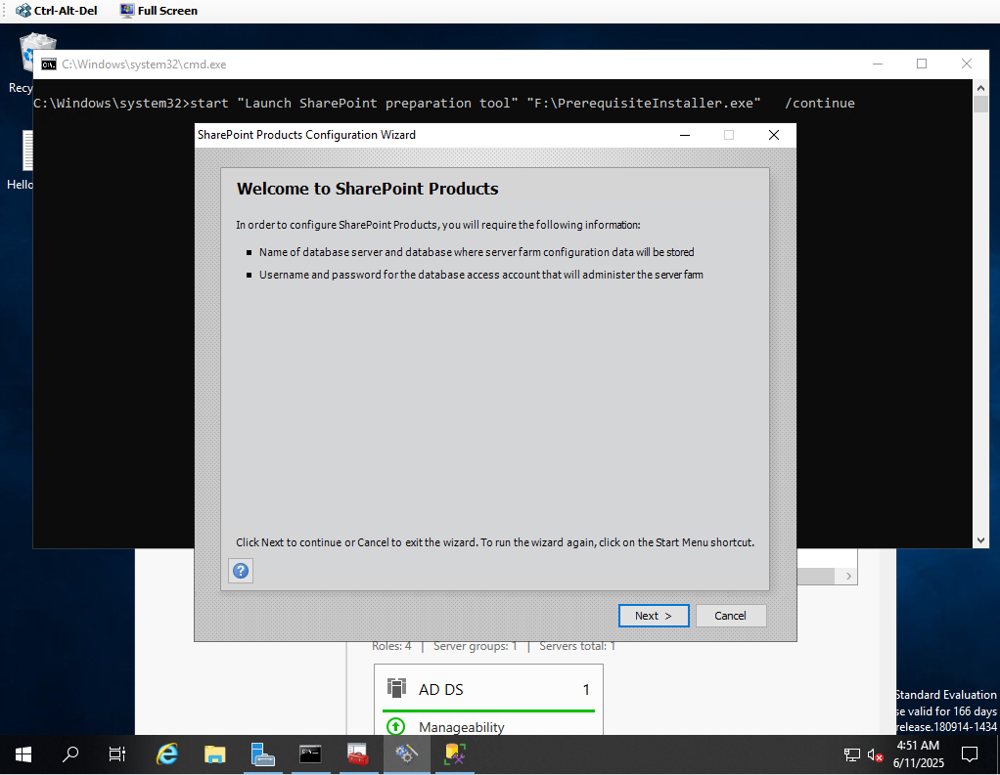 Ctrl-Alt-Del Full Screen
C:\Windows\system32\cmd.exe
Recy
C:\Windows\system32>start "Launch SharePoint preparation tool" "F:\PrerequisiteInstaller.exe" /continue
SharePoint Products Configuration Wizard
Hello
Welcome to SharePoint Products
In order to configure SharePoint Products, you will require the following information:
Name of database server and database where server farm configuration data will be stored
Username and password for the database access account that will administer the server farm
Click Next to continue or Cancel to exit the wizard. To run the wizard again, click on the Start Menu shortcut.
Next >
Cancel
Roles: 4 | Server groups: 1 | Servers total: 1
AD DS 1
Manageability
Standard Evaluation
se valid for 166 days
release.180914-1434
4:51 AM
6/11/2025